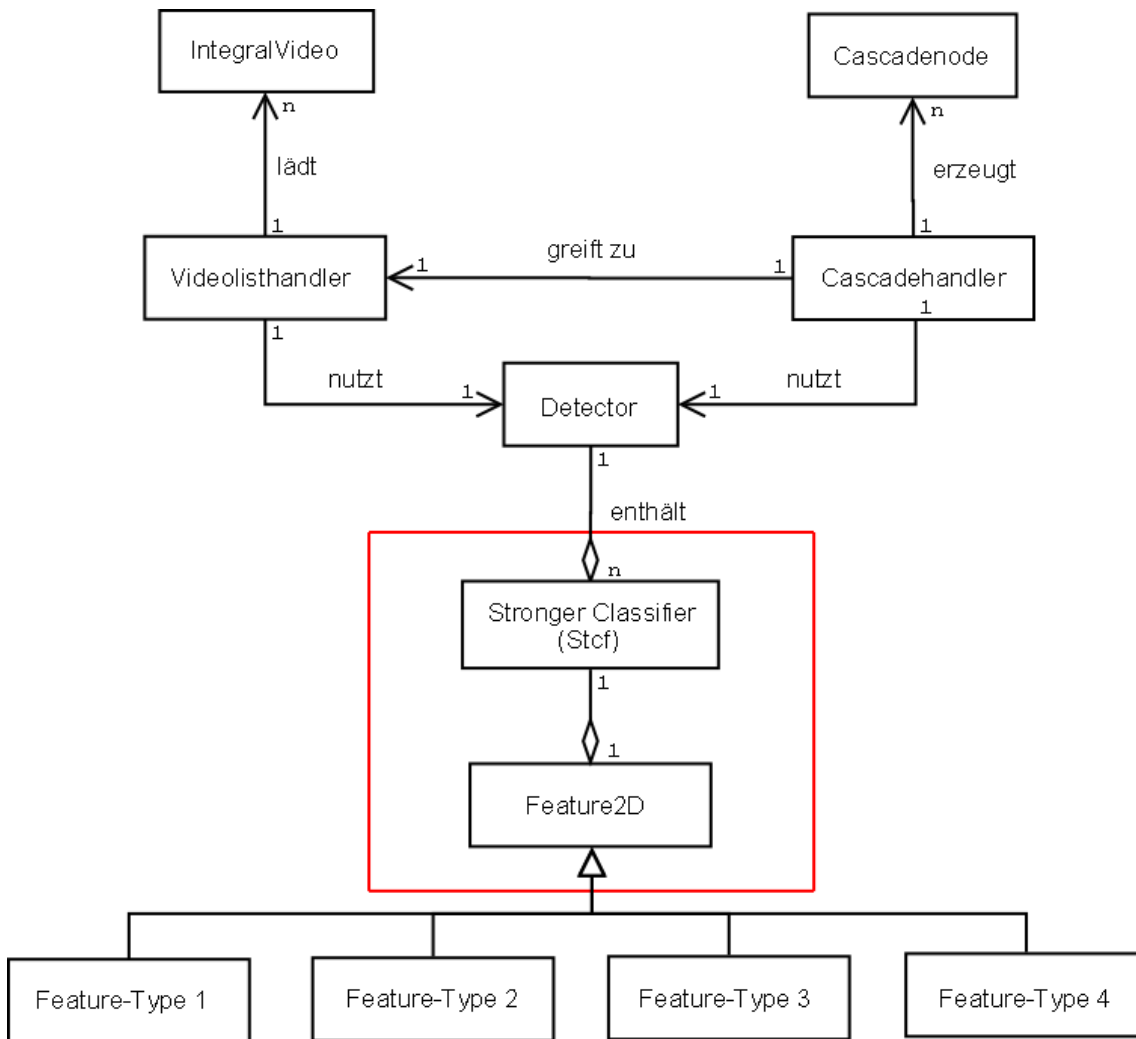 IntegralVideo
Cascadenode
n
n
lädt
erzeugt
1
1
Videolisthandler
1
greift zu
1
Cascadehandler
1
1
nutzt
1
Detector
1
nutzt
1
enthält
n
Stronger Classifier
(Stcf)
1
1
Feature2D
Feature-Type 1
Feature-Type 2
Feature-Type 3
Feature-Type 4